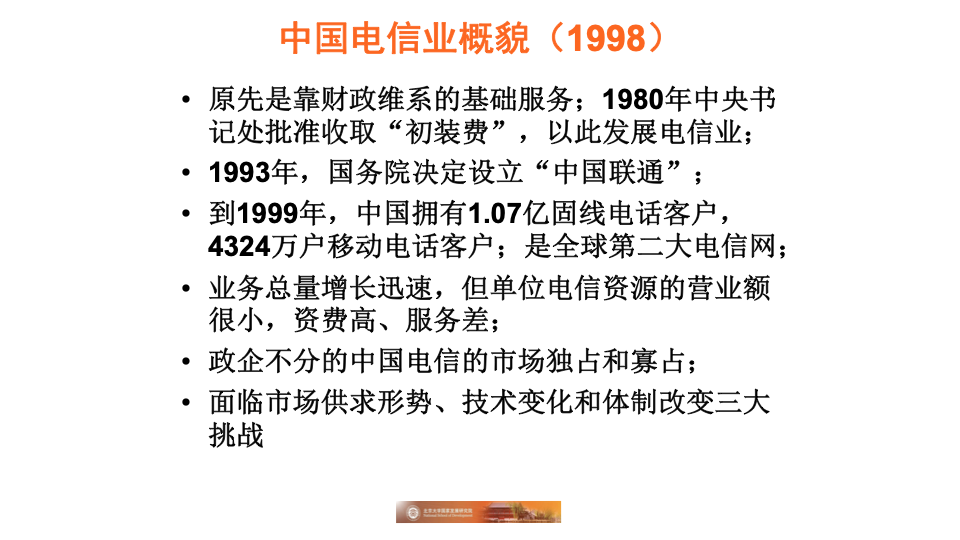 中国电信业概貌（1998）
• 原先是靠财政维系的基础服务；1980年中央书
记处批准收取“初装费”，以此发展电信业；
• 1993年，国务院决定设立“中国联通”；
• 到1999年，中国拥有1.07亿固线电话客户，
4324万户移动电话客户；是全球第二大电信网；
• 业务总量增长迅速，但单位电信资源的营业额
很小，资费高、服务差；
• 政企不分的中国电信的市场独占和寡占；
• 面临市场供求形势、技术变化和体制改变三大
挑战
北京大学国家发展研究院
National School of Development